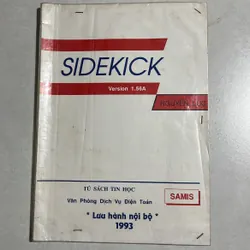 SIDEKICK
Version 1.56A
TỦ SÁCH TIN HỌC
Văn Phòng Dịch Vụ Điện Toán
SAMIS
* Lưu hành nội bộ *
1993